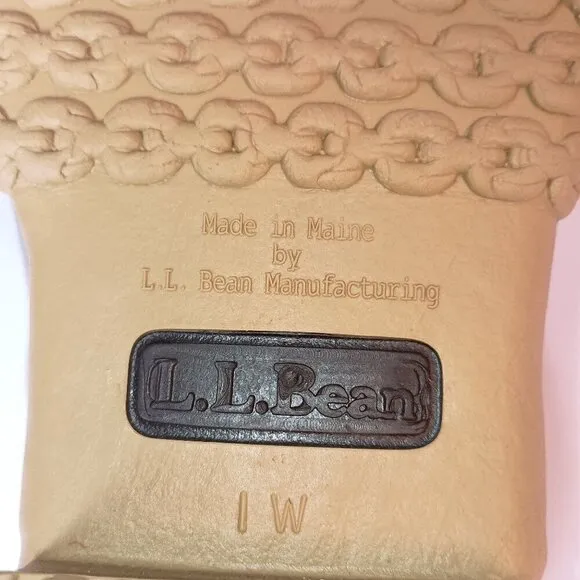 Made in Maine
by
L.L. Bean Manufacturing
L.L.Bean
1 W